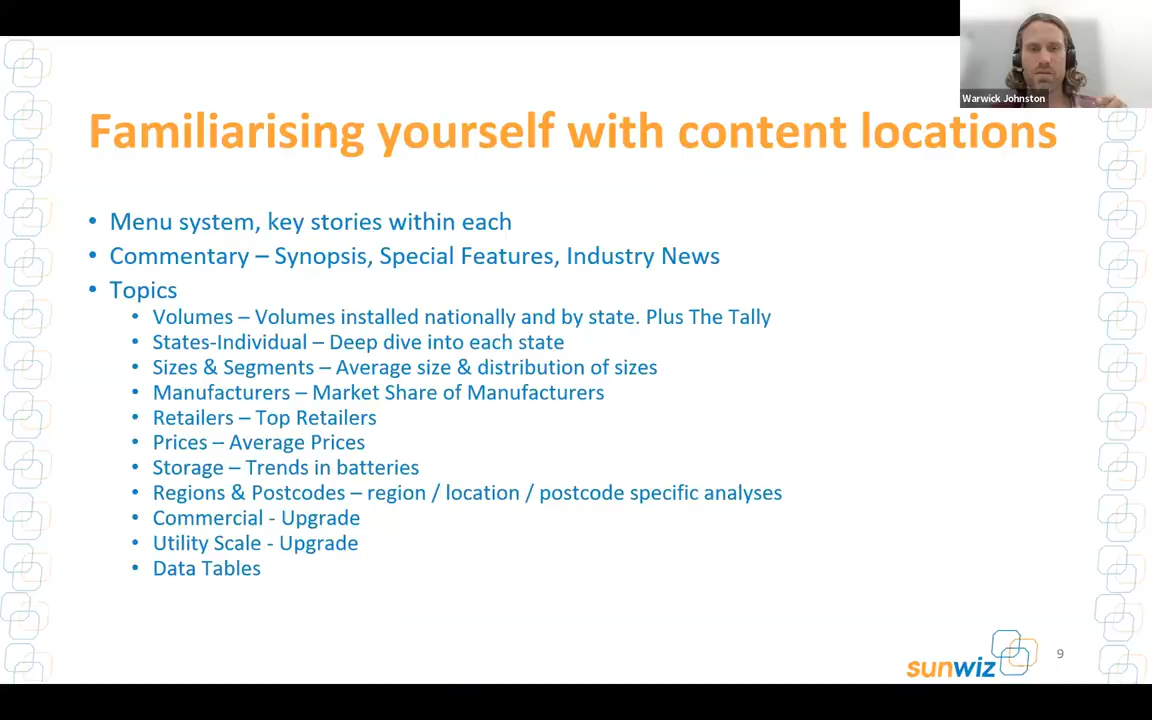 Warwick Johnston
Familiarising yourself with content locations
• Menu system, key stories within each
• Commentary – Synopsis, Special Features, Industry News
• Topics
• Volumes – Volumes installed nationally and by state. Plus The Tally
• States-Individual – Deep dive into each state
• Sizes & Segments – Average size & distribution of sizes
• Manufacturers – Market Share of Manufacturers
• Retailers – Top Retailers
• Prices – Average Prices
• Storage – Trends in batteries
• Regions & Postcodes – region / location / postcode specific analyses
• Commercial - Upgrade
• Utility Scale - Upgrade
• Data Tables
sunwiz
9